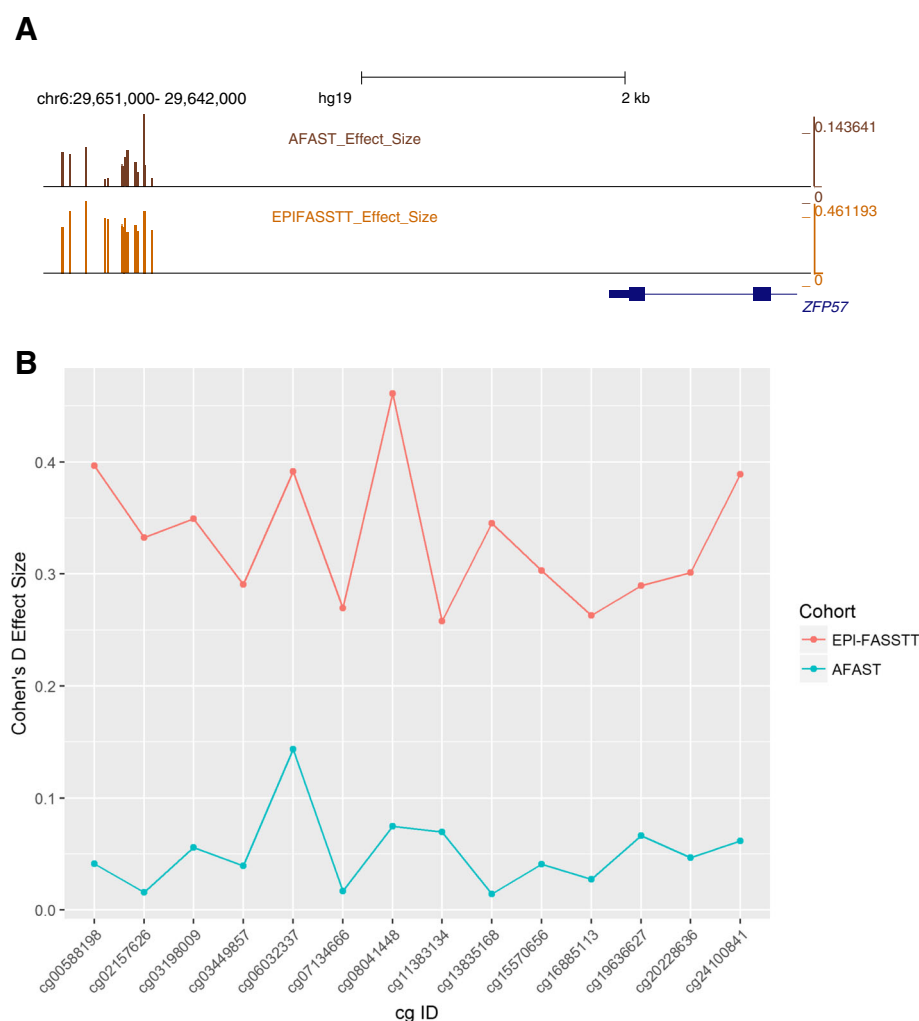 A
chr6:29,651,000- 29,642,000
hg19
2 kb
AFAST_Effect_Size
0.143641
0
EPIFASSTT_Effect_Size
0.461193
0
ZFP57
B
Cohen's D Effect Size
0.4
0.3
0.2
0.1
0.0
cg00588198
cg02157626
cg03198009
cg03449857
cg06032237
cg07134666
cg08041448
cg11383134
cg13835168
cg15570656
cg16885113
cg19636627
cg20228636
cg24100841
cg ID
Cohort
EPI-FASSTT
AFAST